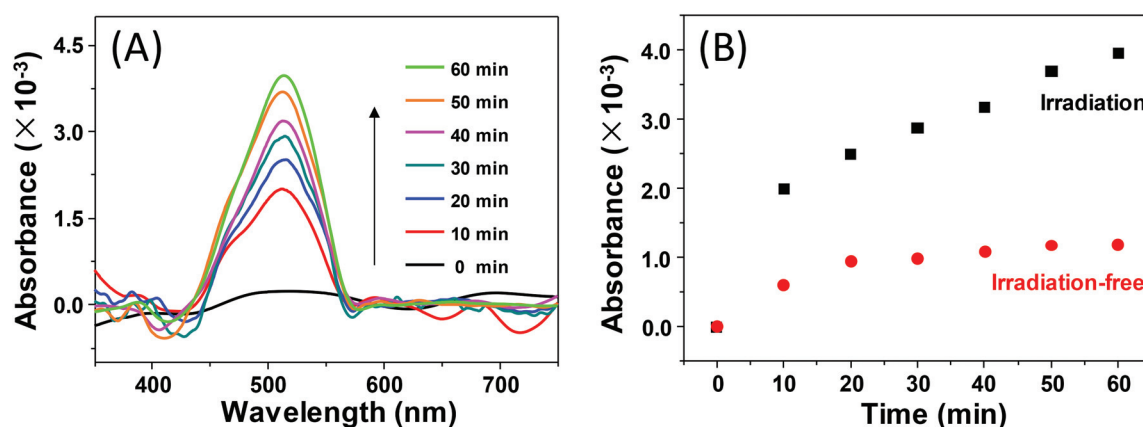 (A)
Absorbance (×10⁻³)
4.5
3.0
1.5
0.0
60 min
50 min
40 min
30 min
20 min
10 min
0 min
400 500 600 700
Wavelength (nm)
(B)
Absorbance (×10⁻³)
4.0
3.0
2.0
1.0
0.0
Irradiation
Irradiation-free
0 10 20 30 40 50 60
Time (min)